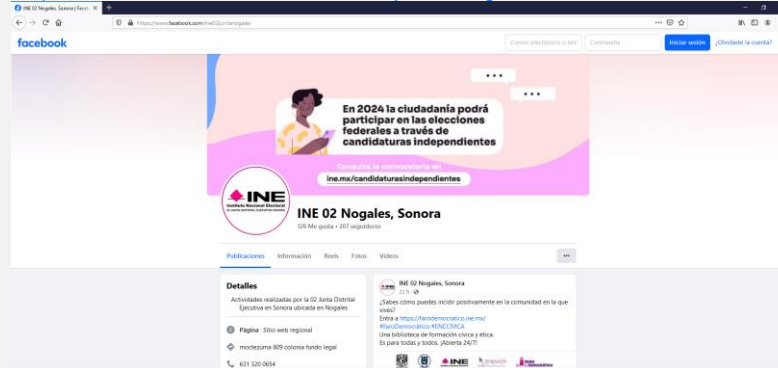 INE 02 Nogales, Sonora | Face
https://www.facebook.com/ine02juntanogales
facebook
Correo electrónico o telé
Contraseña
Iniciar sesión
¿Olvidaste la cuenta?
En 2024 la ciudadanía podrá
participar en las elecciones
federales a través de
candidaturas independientes
Consulta la convocatoria en
ine.mx/candidaturasindependientes
INE
Instituto Nacional Electoral
INE 02 Nogales, Sonora
128 Me gusta • 207 seguidores
Publicaciones Información Reels Fotos Videos
Detalles
Actividades realizadas por la 02 Junta Distrital
Ejecutiva en Sonora ubicada en Nogales
Página · Sitio web regional
moctezuma 809 colonia fundo legal
631 320 0654
INE 02 Nogales, Sonora
22 h
¿Sabes cómo puedes incidir positivamente en la comunidad en la que
vives?
Entra a https://farodemocratico.ine.mx/
#FaroDemocrático #ENCCÍVICA
Una biblioteca de formación cívica y ética.
Es para todas y todos. ¡Abierta 24/7!
INE